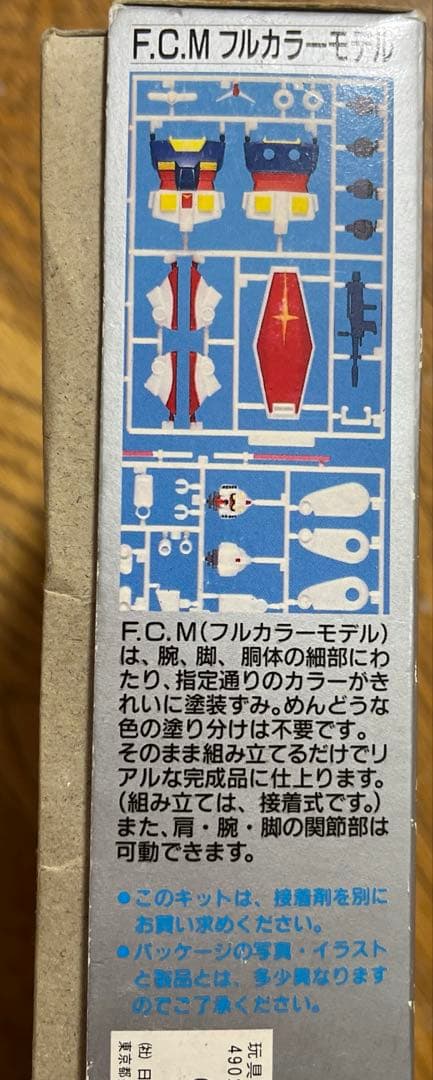 F.C.M フルカラーモデル
F.C.M(フルカラーモデル)
は、腕、脚、胴体の細部にわ
たり、指定通りのカラーがき
れいに塗装ずみ。めんどうな
色の塗り分けは不要です。
そのまま組み立てるだけでリ
アルな完成品に仕上ります。
(組み立ては、接着式です。)
また、肩・腕・脚の関節部は
可動できます。
●このキットは、接着剤を別に
お買い求めください。
●パッケージの写真・イラスト
と製品とは、多少異なります
のでご了承ください。
玩具
490
(社)日
東京都